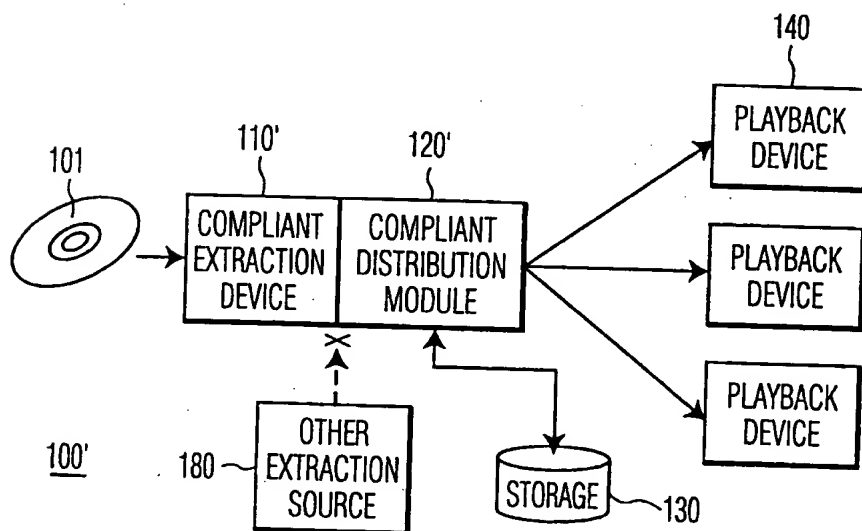 140
PLAYBACK
DEVICE
110'
120'
101
COMPLIANT
EXTRACTION
DEVICE
COMPLIANT
DISTRIBUTION
MODULE
PLAYBACK
DEVICE
PLAYBACK
DEVICE
100'
180
OTHER
EXTRACTION
SOURCE
STORAGE
130